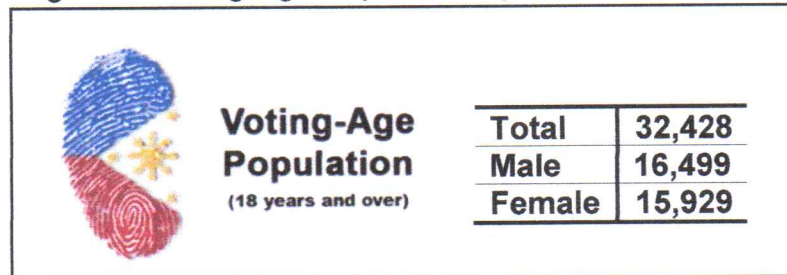 Voting-Age
Population
(18 years and over)
Total 32,428
Male 16,499
Female 15,929